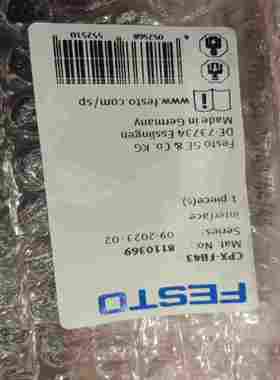 FESTO
CPX-FB43
Mat No.: 8110369
Series: 09-2023-02
interface
1 piece(s)
Festo SE & Co. KG
DE 73734 Esslingen
Made in Germany
www.festo.com/sp